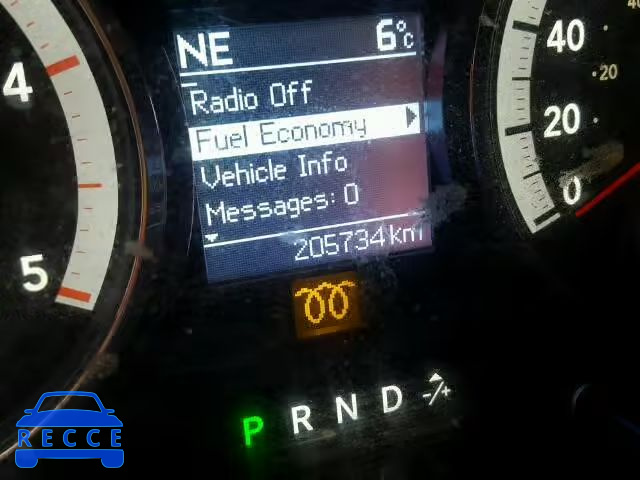 NE 6°C
Radio Off
Fuel Economy
Vehicle Info
Messages: 0
205734 km
4
5
40
20
20
0
P R N D -/+
RECCE